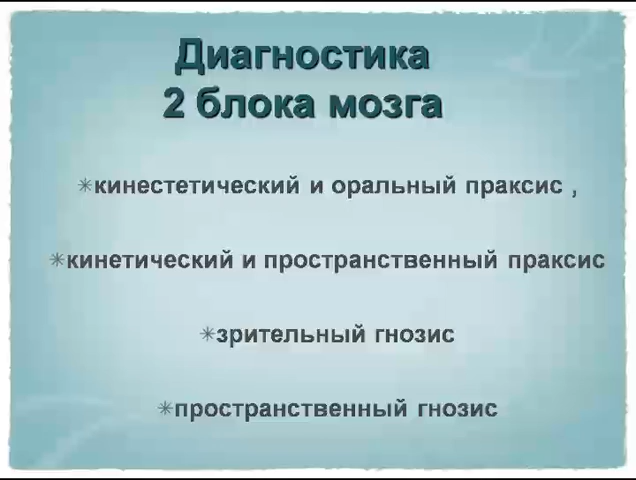 Диагностика
2 блока мозга
✴кинестетический и оральный праксис ,
✴кинетический и пространственный праксис
✴зрительный гнозис
✴пространственный гнозис